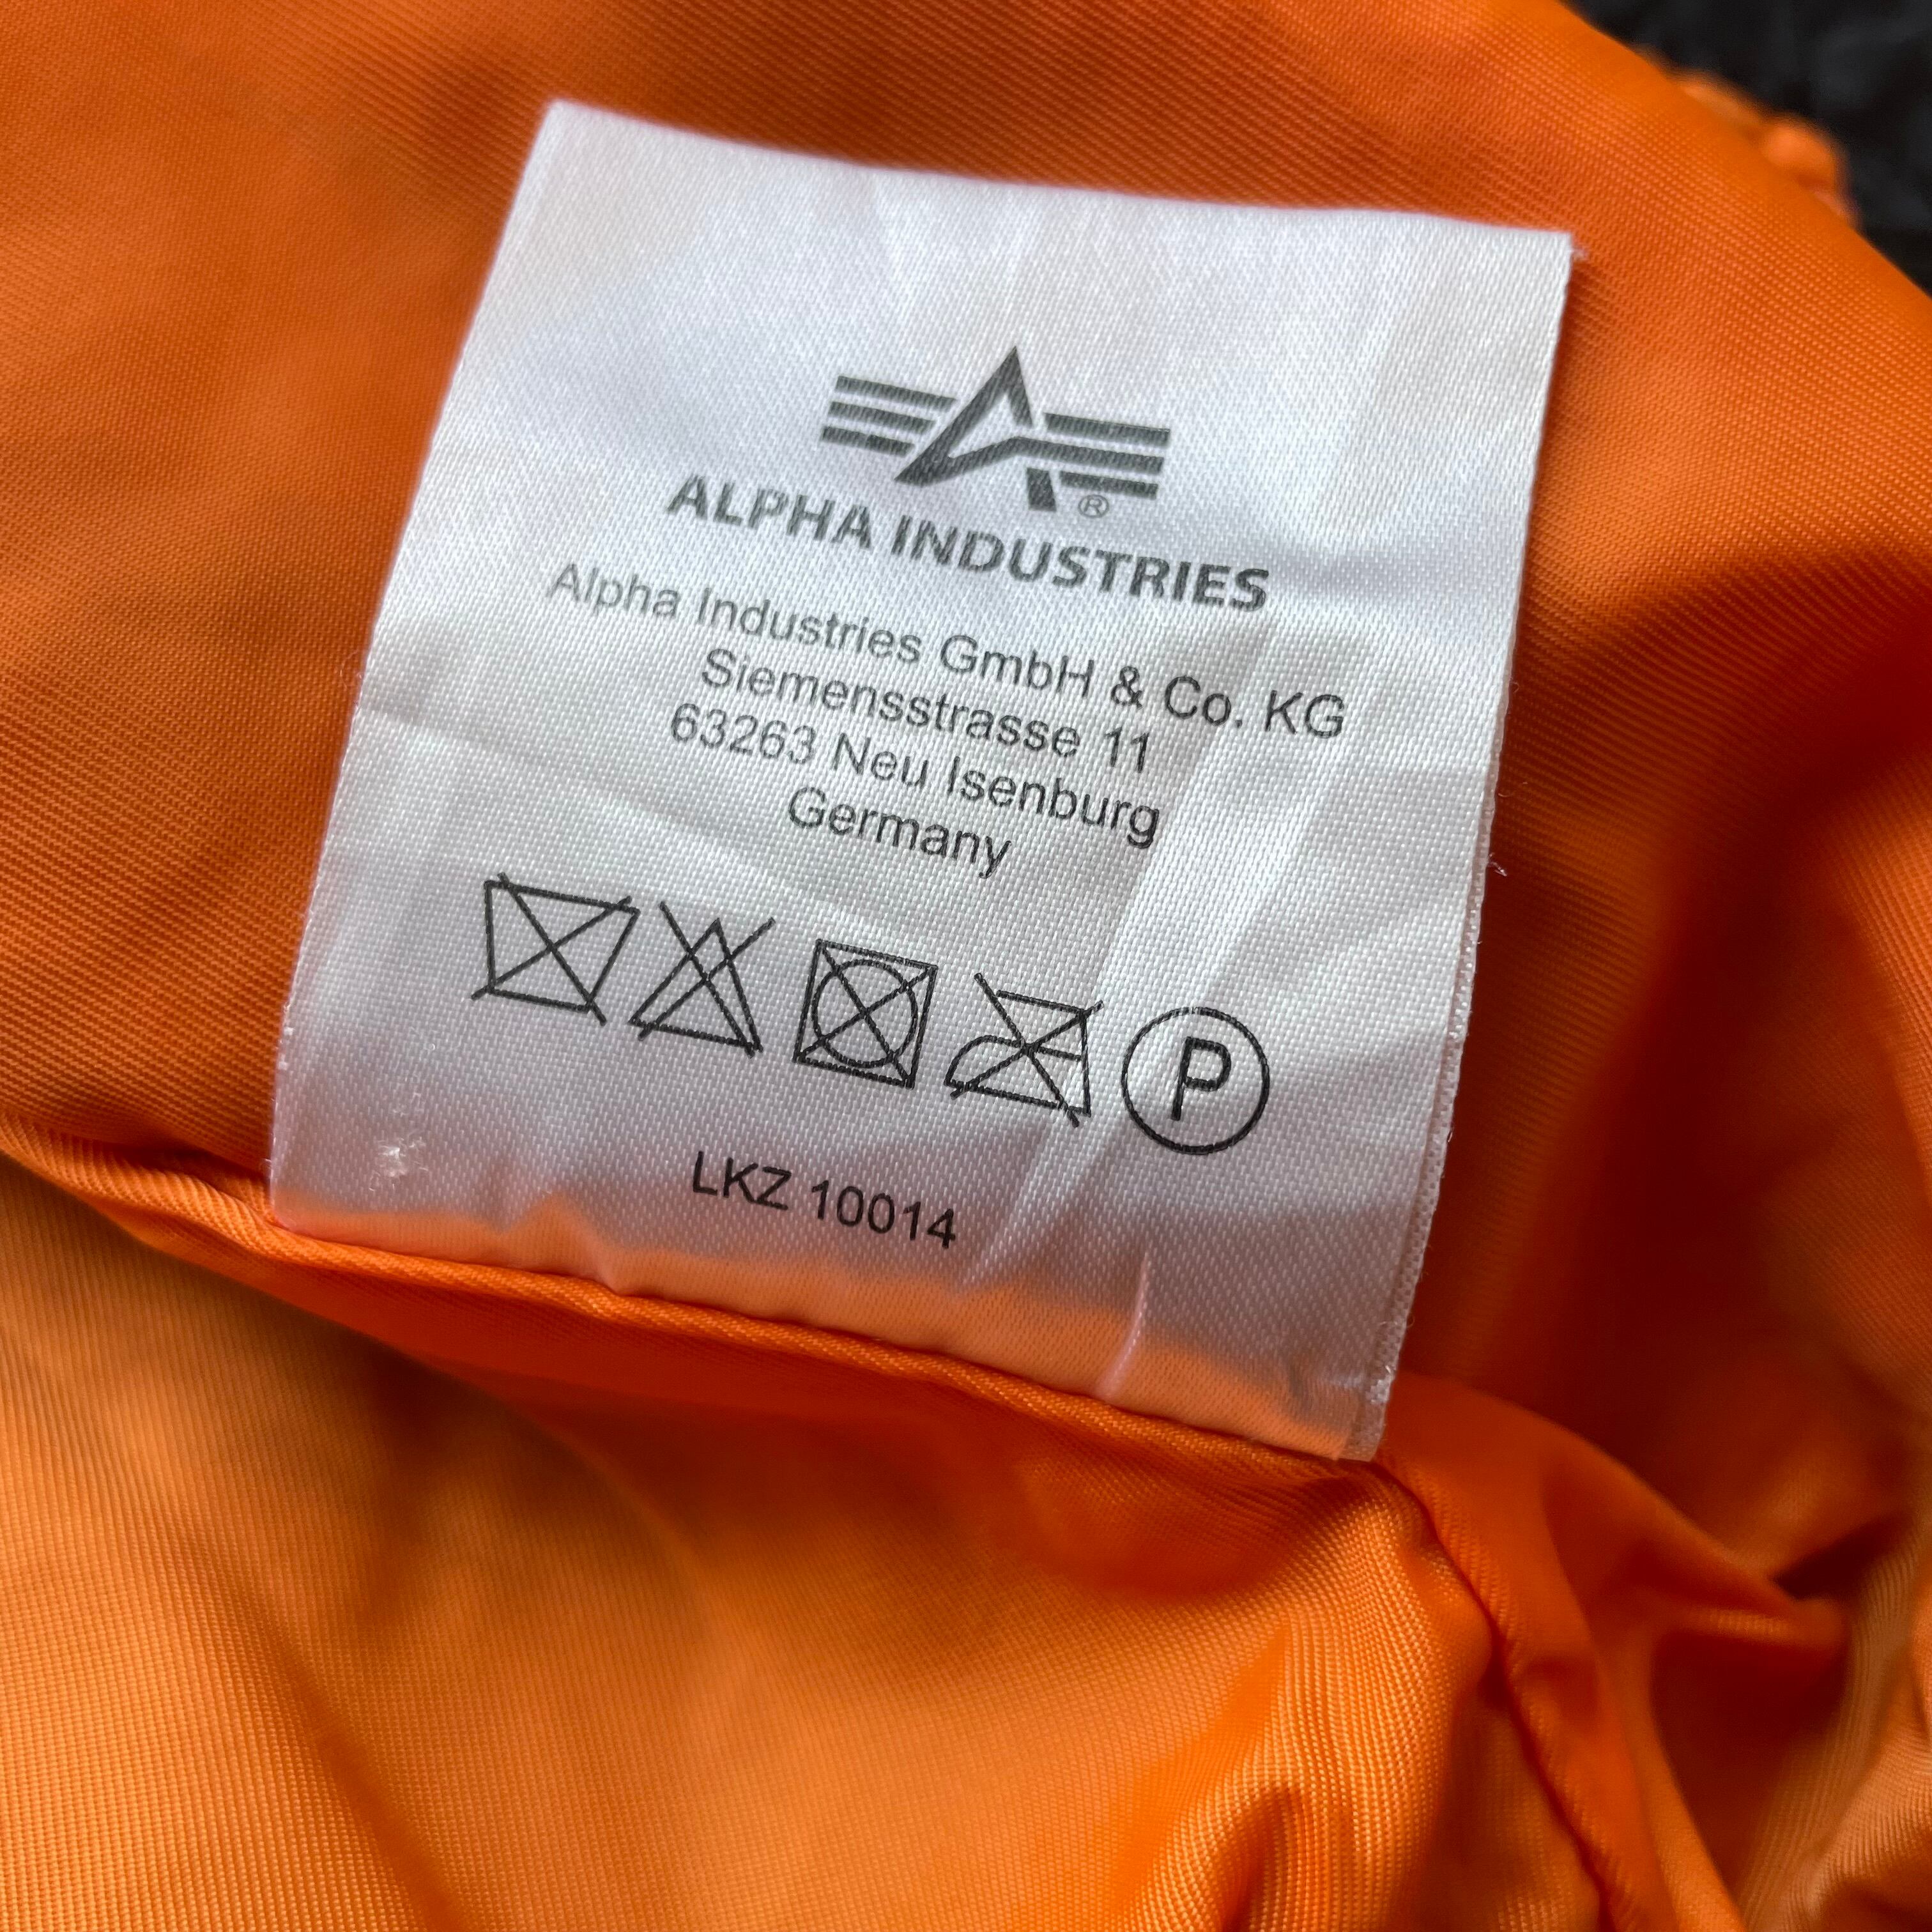 ®
ALPHA INDUSTRIES
Alpha Industries GmbH & Co. KG
Siemensstrasse 11
63263 Neu Isenburg
Germany
P
LKZ 10014